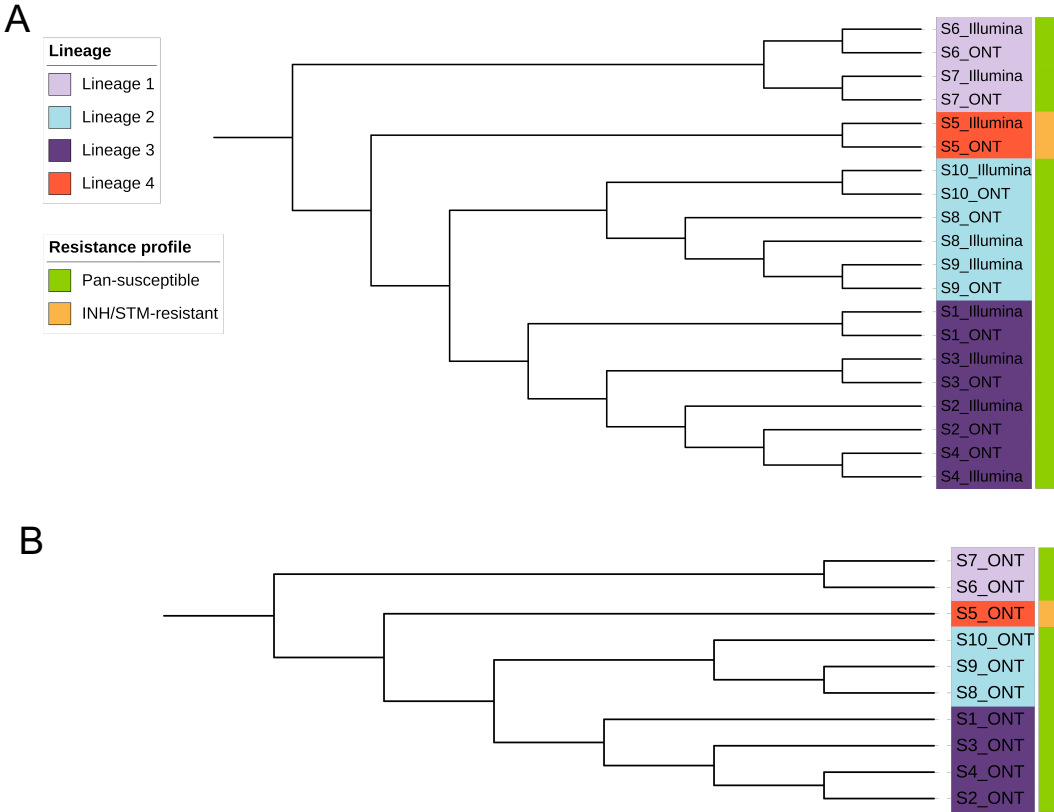 A
Lineage
Lineage 1
Lineage 2
Lineage 3
Lineage 4
Resistance profile
Pan-susceptible
INH/STM-resistant
S6_Illumina
S6_ONT
S7_Illumina
S7_ONT
S5_Illumina
S5_ONT
S10_Illumina
S10_ONT
S8_ONT
S8_Illumina
S9_Illumina
S9_ONT
S1_Illumina
S1_ONT
S3_Illumina
S3_ONT
S2_Illumina
S2_ONT
S4_ONT
S4_Illumina
B
S7_ONT
S6_ONT
S5_ONT
S10_ONT
S9_ONT
S8_ONT
S1_ONT
S3_ONT
S4_ONT
S2_ONT